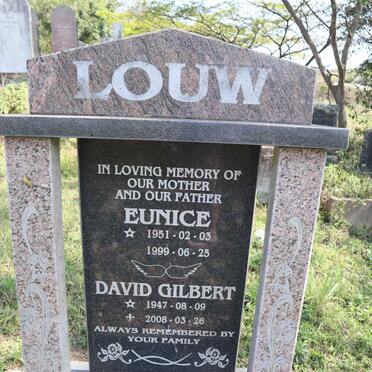 LOUW
IN LOVING MEMORY OF
OUR MOTHER
AND OUR FATHER
EUNICE
☆ 1951 - 02 - 03
1999 - 06 - 25
DAVID GILBERT
☆ 1947 - 08 - 09
✝ 2008 - 03 - 26
ALWAYS REMEMBERED BY
YOUR FAMILY